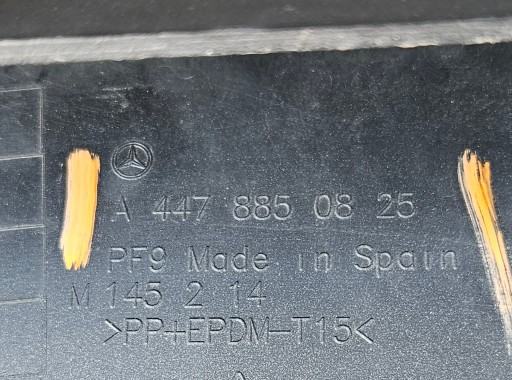 A 447 885 08 25
PF9 Made in Spain
M 145 2 14
>PP+EPDM-T15<